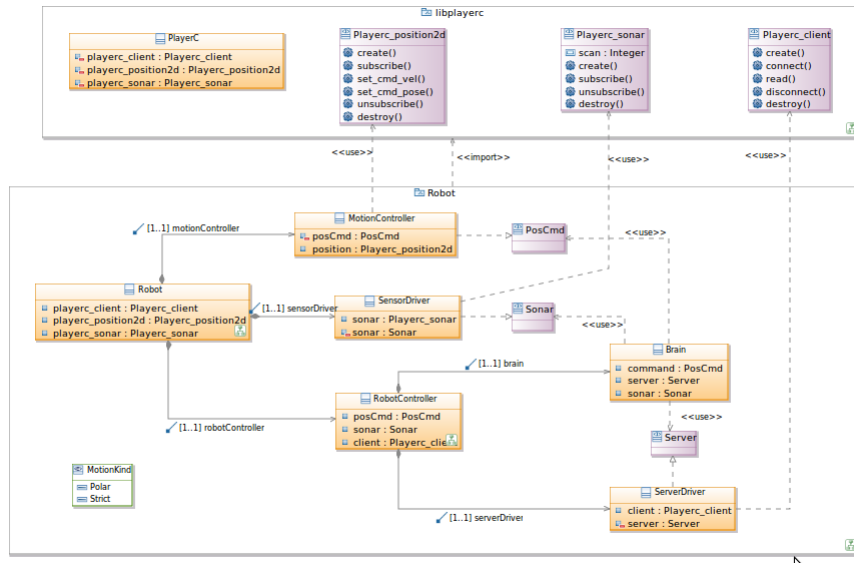 libplayerc
PlayerC
playerc_client : Playerc_client
playerc_position2d : Playerc_position2d
playerc_sonar : Playerc_sonar
Playerc_position2d
create()
subscribe()
set_cmd_vel()
set_cmd_pose()
unsubscribe()
destroy()
Playerc_sonar
scan : Integer
create()
subscribe()
unsubscribe()
destroy()
Playerc_client
create()
connect()
read()
disconnect()
destroy()
<<use>>
<<import>>
<<use>>
<<use>>
Robot
[1..1] motionController
MotionController
posCmd : PosCmd
position : Playerc_position2d
PosCmd
<<use>>
Robot
playerc_client : Playerc_client
playerc_position2d : Playerc_position2d
playerc_sonar : Playerc_sonar
[1..1] sensorDriver
SensorDriver
sonar : Playerc_sonar
sonar : Sonar
Sonar
<<use>>
[1..1] brain
Brain
command : PosCmd
server : Server
sonar : Sonar
RobotController
posCmd : PosCmd
sonar : Sonar
client : Playerc_clie
[1..1] robotController
<<use>>
Server
MotionKind
Polar
Strict
[1..1] serverDriver
ServerDriver
client : Playerc_client
server : Server